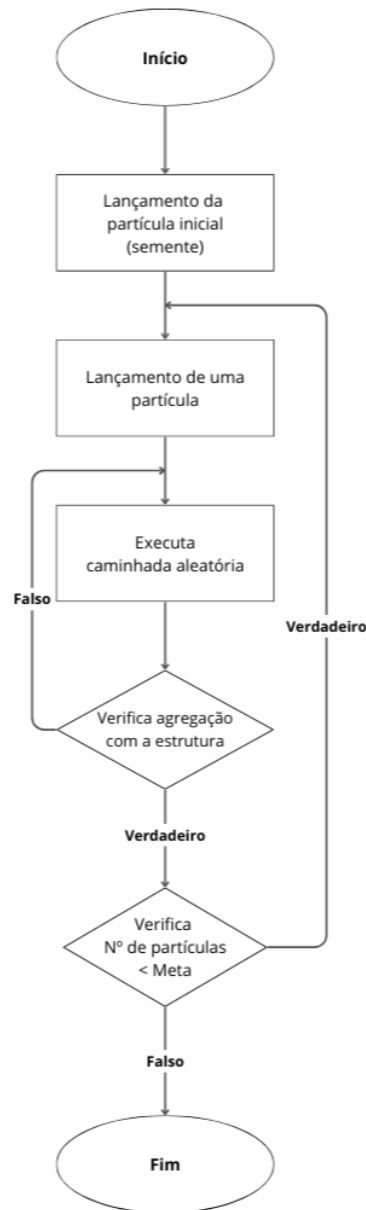 Início
Lançamento da
partícula inicial
(semente)
Lançamento de uma
partícula
Executa
caminhada aleatória
Falso
Verdadeiro
Verifica agregação
com a estrutura
Verdadeiro
Verifica
Nº de partículas
< Meta
Falso
Fim